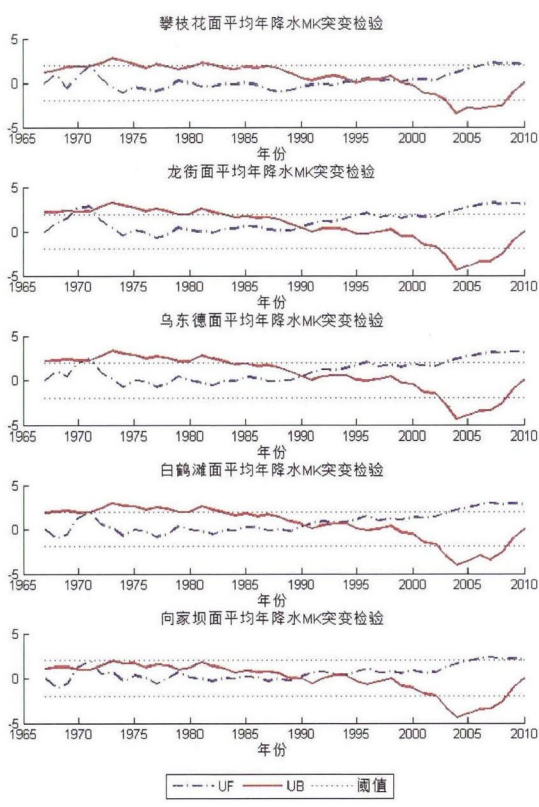 攀枝花面平均年降水MK突变检验
5
0
-5
1965 1970 1975 1980 1985 1990 1995 2000 2005 2010
年份
龙街面平均年降水MK突变检验
5
0
-5
1965 1970 1975 1980 1985 1990 1995 2000 2005 2010
年份
乌东德面平均年降水MK突变检验
5
0
-5
1965 1970 1975 1980 1985 1990 1995 2000 2005 2010
年份
白鹤滩面平均年降水MK突变检验
5
0
-5
1965 1970 1975 1980 1985 1990 1995 2000 2005 2010
年份
向家坝面平均年降水MK突变检验
5
0
-5
1965 1970 1975 1980 1985 1990 1995 2000 2005 2010
年份
UF UB 阈值